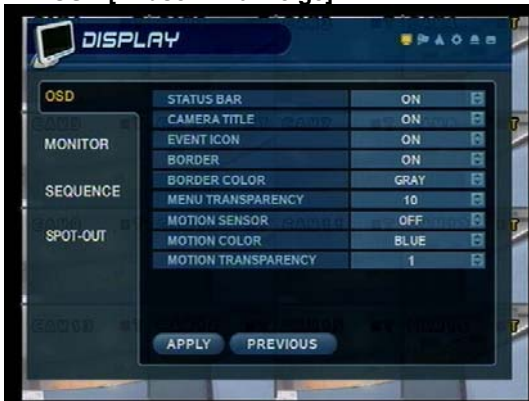 DISPLAY
OSD
MONITOR
SEQUENCE
SPOT-OUT
STATUS BAR ON
CAMERA TITLE ON
EVENT ICON ON
BORDER ON
BORDER COLOR GRAY
MENU TRANSPARENCY 10
MOTION SENSOR OFF
MOTION COLOR BLUE
MOTION TRANSPARENCY 1
APPLY PREVIOUS